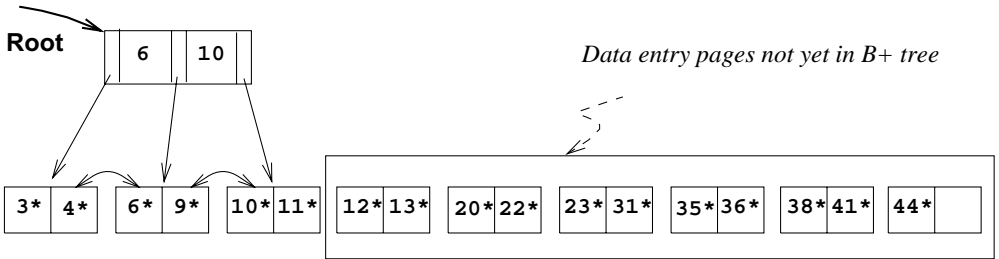 Root
6 10
Data entry pages not yet in B+ tree
3* 4* 6* 9* 10* 11* 12* 13* 20* 22* 23* 31* 35* 36* 38* 41* 44*